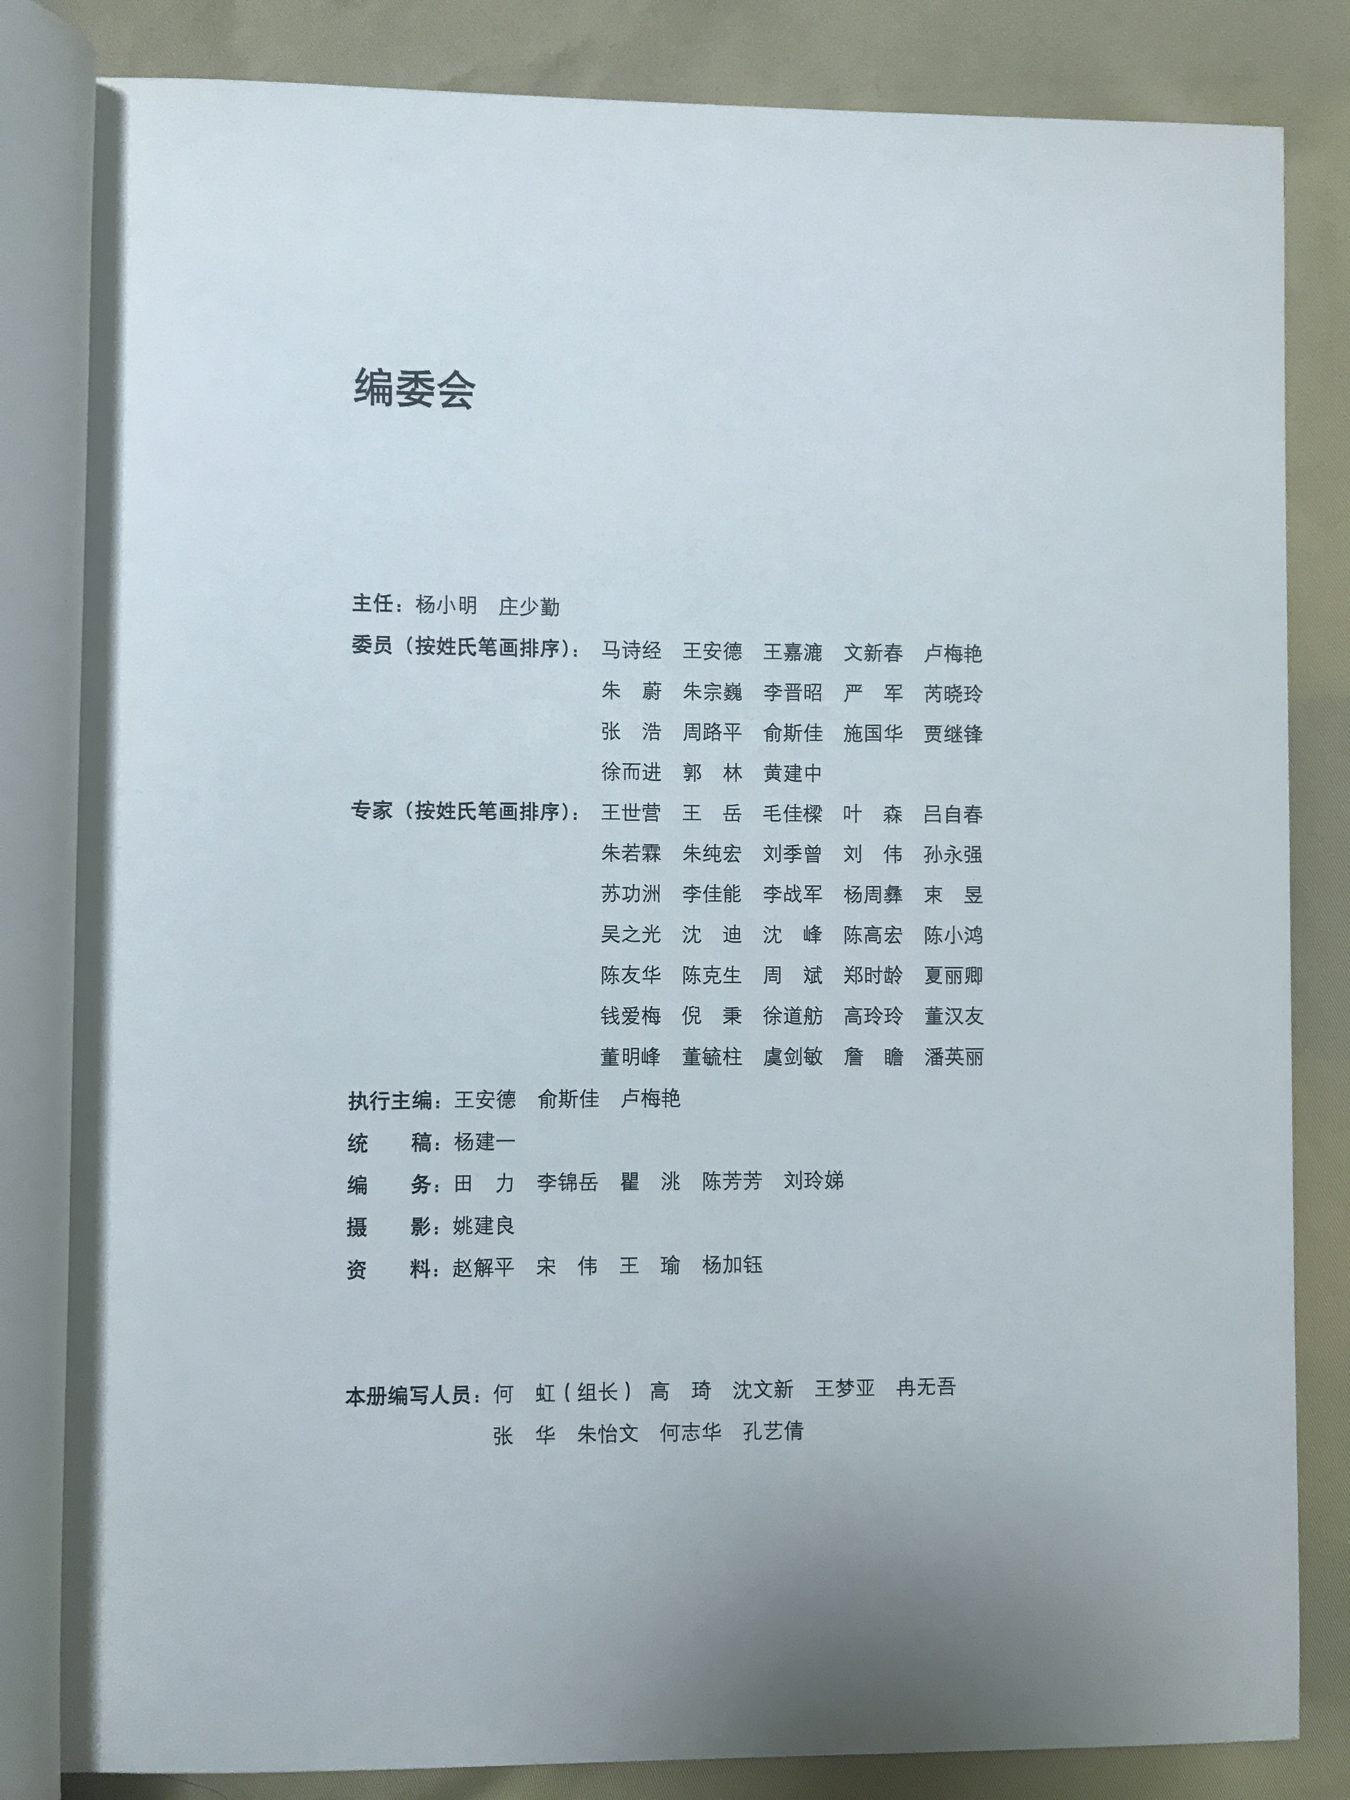 编委会
主任：杨小明　庄少勤
委员（按姓氏笔画排序）：马诗经　王安德　王嘉漉　文新春　卢梅艳
朱　蔚　朱宗巍　李晋昭　严　军　芮晓玲
张　浩　周路平　俞斯佳　施国华　贾继锋
徐而进　郭　林　黄建中
专家（按姓氏笔画排序）：王世营　王　岳　毛佳樑　叶　森　吕自春
朱若霖　朱纯宏　刘季曾　刘　伟　孙永强
苏功洲　李佳能　李战军　杨周彝　束　昱
吴之光　沈　迪　沈　峰　陈高宏　陈小鸿
陈友华　陈克生　周　斌　郑时龄　夏丽卿
钱爱梅　倪　秉　徐道舫　高玲玲　董汉友
董明峰　董毓柱　虞剑敏　詹　瞻　潘英丽
执行主编：王安德　俞斯佳　卢梅艳
统　　稿：杨建一
编　　务：田　力　李锦岳　瞿　洮　陈芳芳　刘玲娣
摄　　影：姚建良
资　　料：赵解平　宋　伟　王　瑜　杨加钰
本册编写人员：何　虹（组长）　高　琦　沈文新　王梦亚　冉无吾
张　华　朱怡文　何志华　孔艺倩